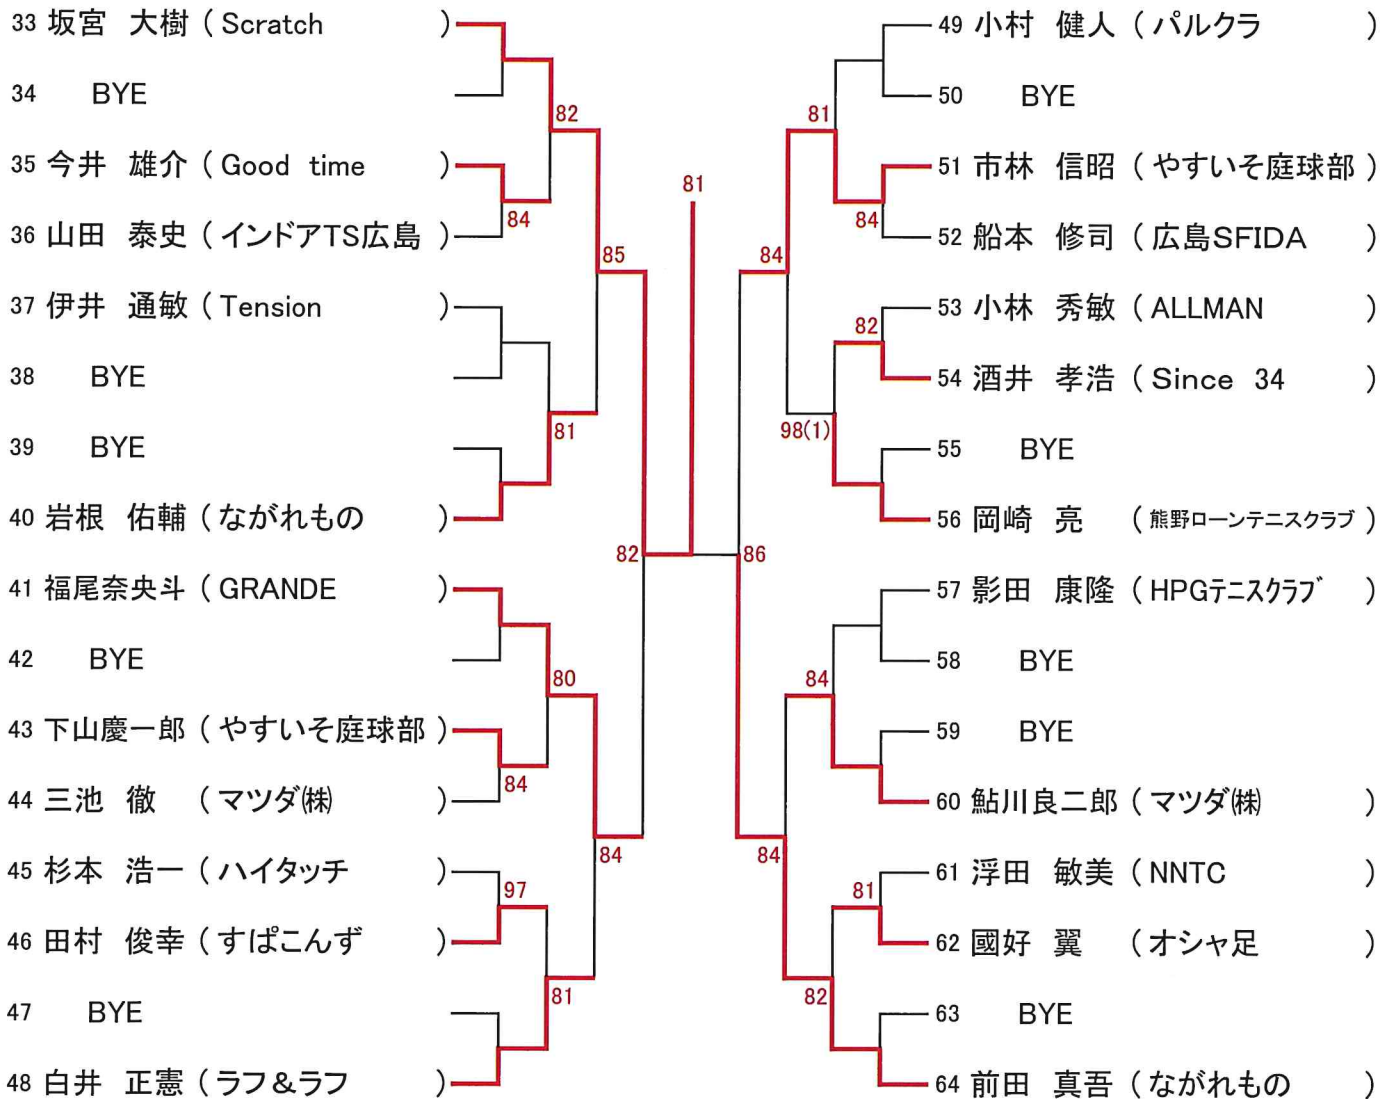 33 坂宮 大樹 ( Scratch )
34 BYE
82
35 今井 雄介 ( Good time )
84
36 山田 泰史 ( インドアTS広島 )
85
37 伊井 通敏 ( Tension )
38 BYE
81
39 BYE
40 岩根 佑輔 ( ながれもの )
82
41 福尾奈央斗 ( GRANDE )
42 BYE
80
43 下山慶一郎 ( やすいそ庭球部 )
84
44 三池 徹 ( マツダ㈱ )
84
45 杉本 浩一 ( ハイタッチ )
97
46 田村 俊幸 ( すぱこんず )
81
47 BYE
48 白井 正憲 ( ラフ&ラフ )
81
49 小村 健人 ( パルクラ )
50 BYE
81
51 市林 信昭 ( やすいそ庭球部 )
84
52 船本 修司 ( 広島SFIDA )
84
53 小林 秀敏 ( ALLMAN )
82
54 酒井 孝浩 ( Since 34 )
98(1)
55 BYE
56 岡崎 亮 ( 熊野ローンテニスクラブ )
86
57 影田 康隆 ( HPGテニスクラブ )
58 BYE
84
59 BYE
60 鮎川良二郎 ( マツダ㈱ )
84
61 浮田 敏美 ( NNTC )
81
62 國好 翼 ( オシャ足 )
82
63 BYE
64 前田 真吾 ( ながれもの )